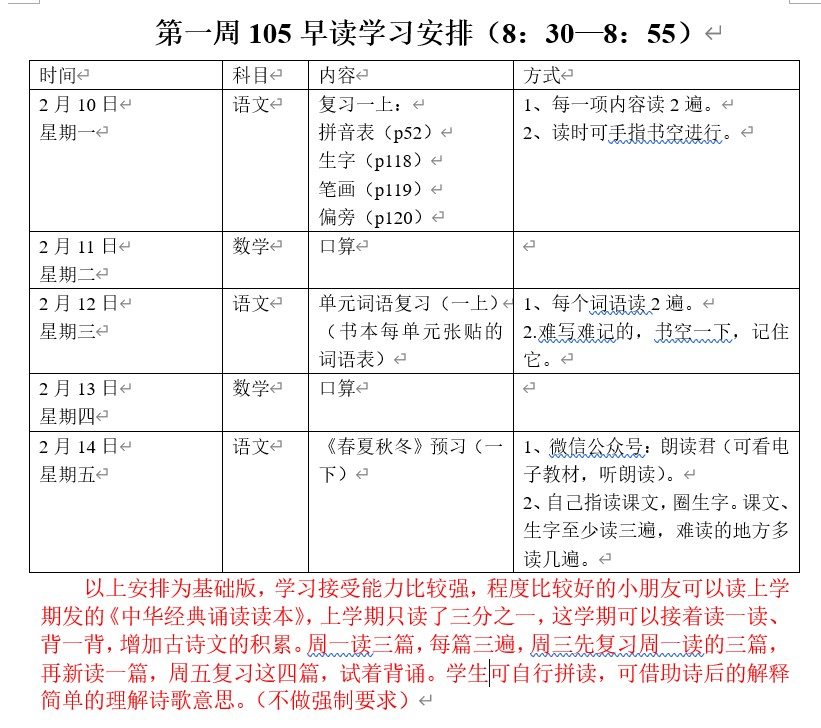 第一周 105 早读学习安排（8：30—8：55）
时间 科目 内容 方式
2 月 10 日 语文 复习一上： 1、每一项内容读 2 遍。
星期一 拼音表（p52） 2、读时可手指书空进行。
生字（p118）
笔画（p119）
偏旁（p120）
2 月 11 日 数学 口算
星期二
2 月 12 日 语文 单元词语复习（一上） 1、每个词语读 2 遍。
星期三 （书本每单元张贴的 2.难写难记的，书空一下，记住
词语表） 它。
2 月 13 日 数学 口算
星期四
2 月 14 日 语文 《春夏秋冬》预习（一 1、微信公众号：朗读君（可看电
星期五 下） 子教材，听朗读）。
2、自己指读课文，圈生字。课文、
生字至少读三遍，难读的地方多
读几遍。
以上安排为基础版，学习接受能力比较强，程度比较好的小朋友可以读上学
期发的《中华经典诵读读本》，上学期只读了三分之一，这学期可以接着读一读、
背一背，增加古诗文的积累。周一读三篇，每篇三遍，周三先复习周一读的三篇，
再新读一篇，周五复习这四篇，试着背诵。学生可自行拼读，可借助诗后的解释
简单的理解诗歌意思。（不做强制要求）